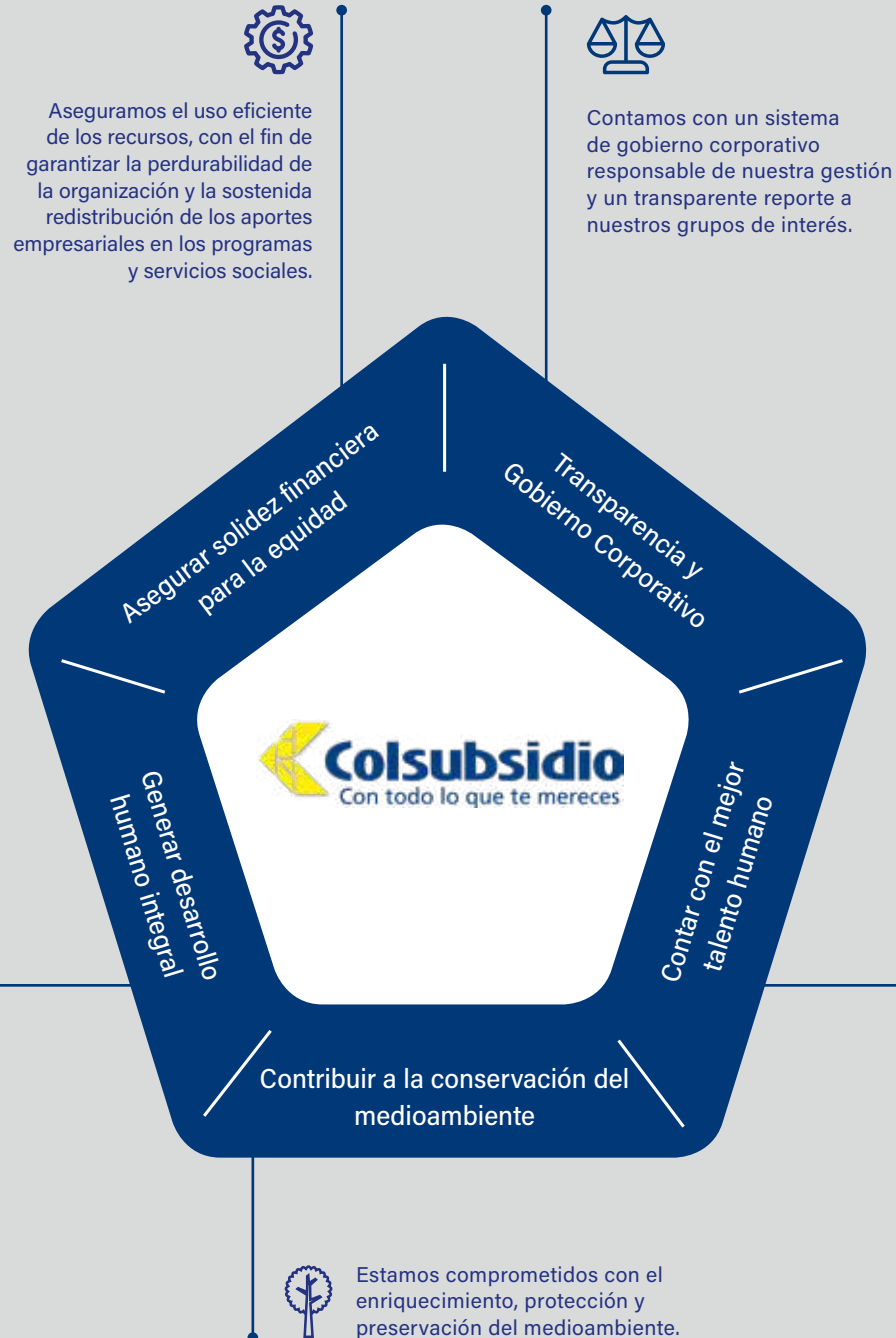 Aseguramos el uso eficiente
de los recursos, con el fin de
garantizar la perdurabilidad de
la organización y la sostenida
redistribución de los aportes
empresariales en los programas
y servicios sociales.
Contamos con un sistema
de gobierno corporativo
responsable de nuestra gestión
y un transparente reporte a
nuestros grupos de interés.
Asegurar solidez financiera
para la equidad
Transparencia y
Gobierno Corporativo
Generar desarrollo
humano integral
Colsubsidio
Con todo lo que te mereces
Contar con el mejor
talento humano
Contribuir a la conservación del
medioambiente
Estamos comprometidos con el
enriquecimiento, protección y
preservación del medioambiente.